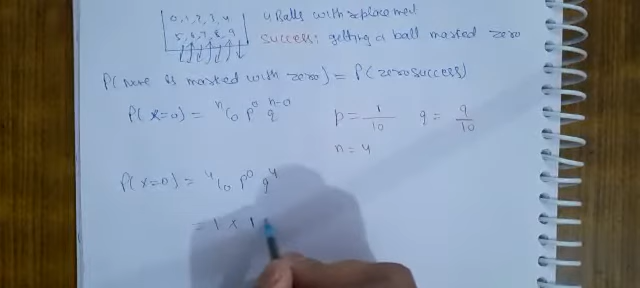 0, 1, 2, 3, 4
5, 6, 7, 8, 9
4 Balls with replacemed
success: getting a ball marked zero
P(None is marked with zero) = P(zero success)
P(x=0) = ⁿC₀ p⁰ qⁿ⁻⁰
p = 1/10 q = 9/10
n = 4
P(x=0) = ⁴C₀ p⁰ q⁴
= 1 x 1